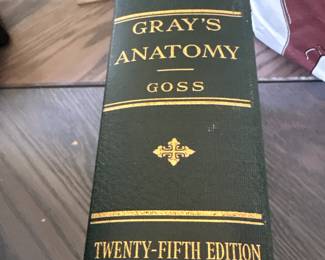 GRAY'S
ANATOMY
GOSS
TWENTY-FIFTH EDITION